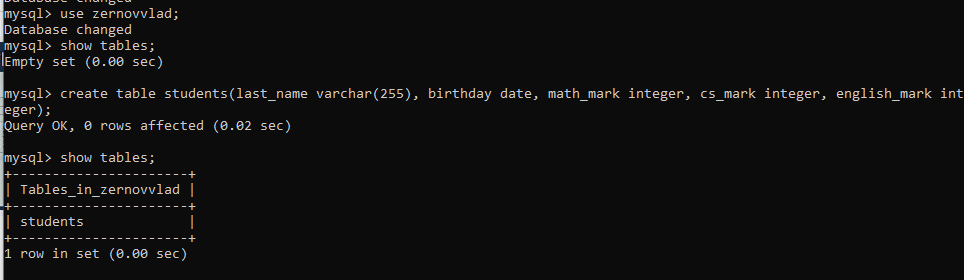 Database changed
mysql> use zernovvlad;
Database changed
mysql> show tables;
Empty set (0.00 sec)
mysql> create table students(last_name varchar(255), birthday date, math_mark integer, cs_mark integer, english_mark int
eger);
Query OK, 0 rows affected (0.02 sec)
mysql> show tables;
+----------------------+
| Tables_in_zernovvlad |
+----------------------+
| students             |
+----------------------+
1 row in set (0.00 sec)